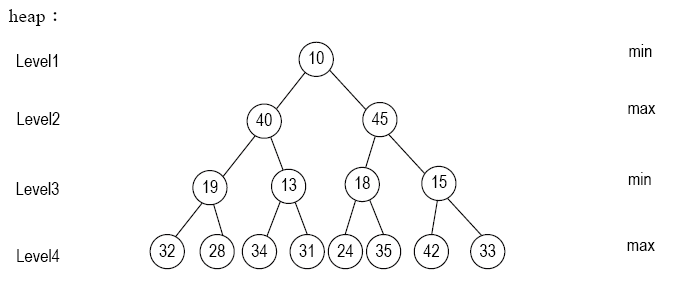 heap：
Level1 10 min
Level2 40 45 max
Level3 19 13 18 15 min
Level4 32 28 34 31 24 35 42 33 max